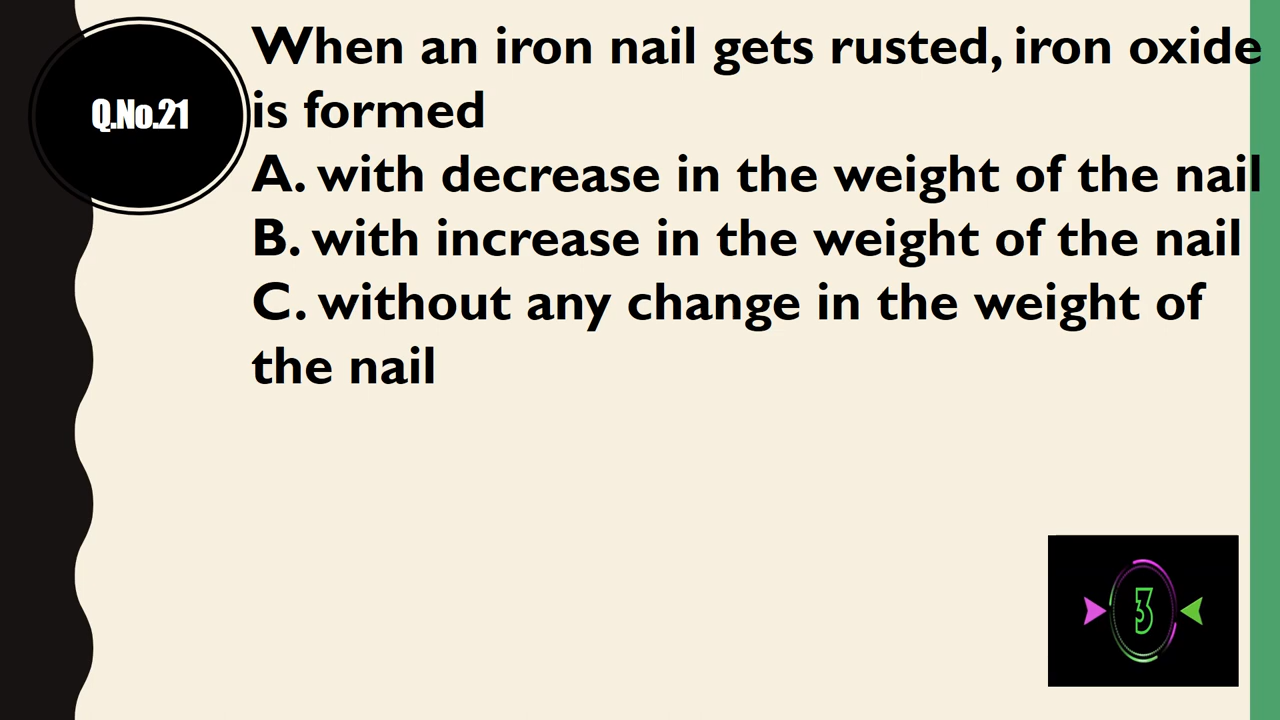 Q.No.21
When an iron nail gets rusted, iron oxide
is formed
A. with decrease in the weight of the nail
B. with increase in the weight of the nail
C. without any change in the weight of
the nail
3